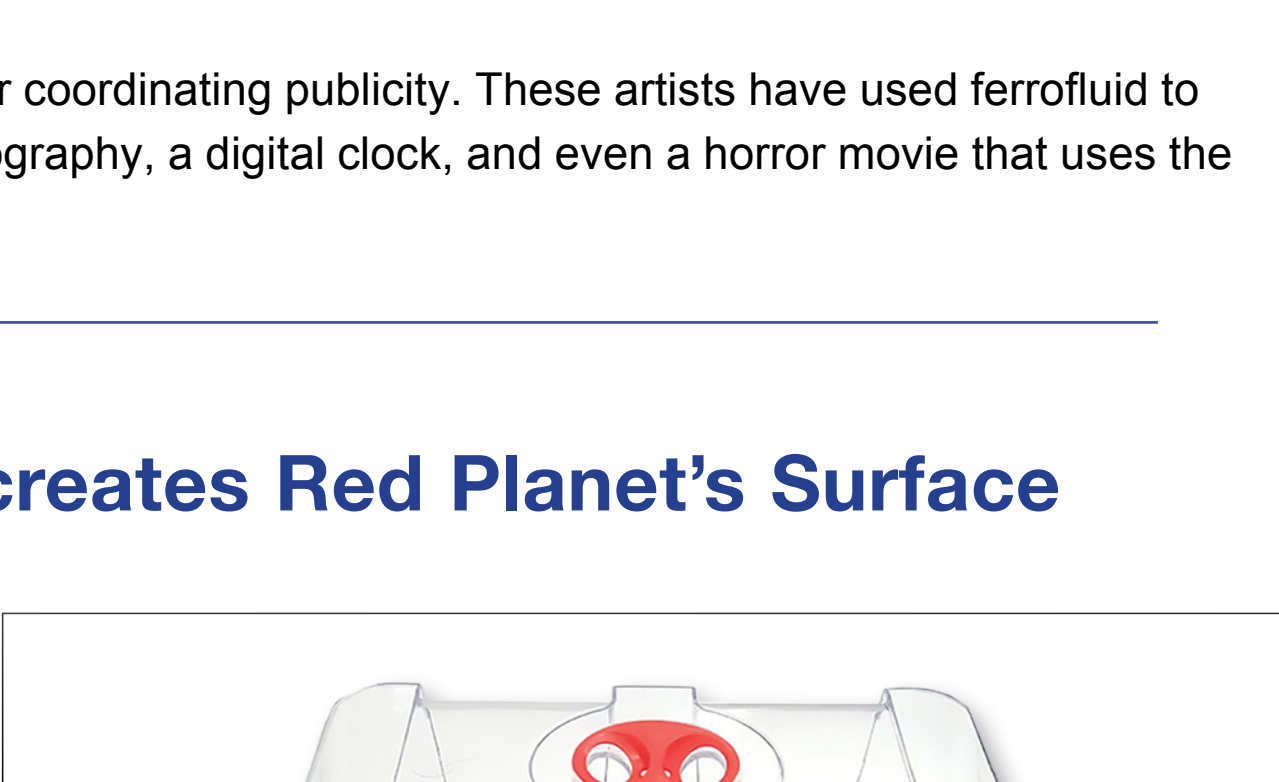 r coordinating publicity. These artists have used ferrofluid to
ography, a digital clock, and even a horror movie that uses the
creates Red Planet’s Surface